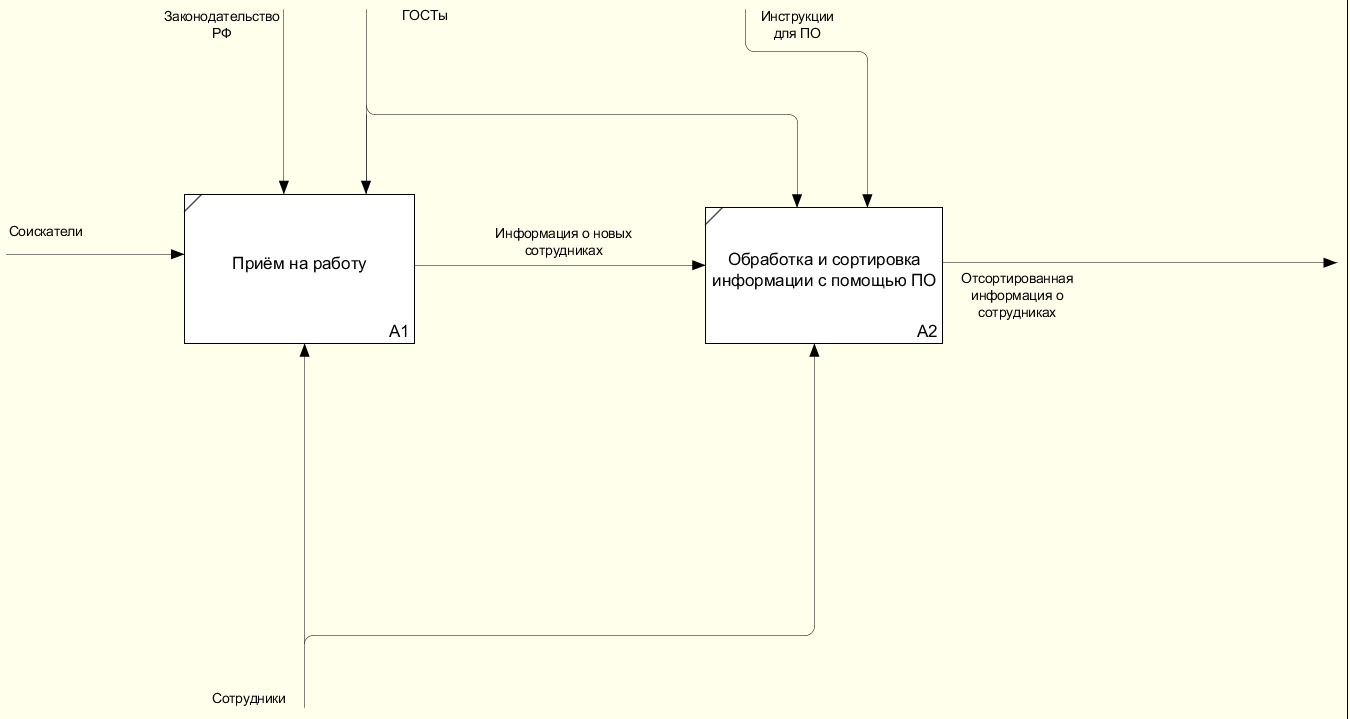 Законодательство
РФ
ГОСТы
Инструкции
для ПО
Соискатели
Приём на работу
A1
Информация о новых
сотрудниках
Обработка и сортировка
информации с помощью ПО
A2
Отсортированная
информация о
сотрудниках
Сотрудники